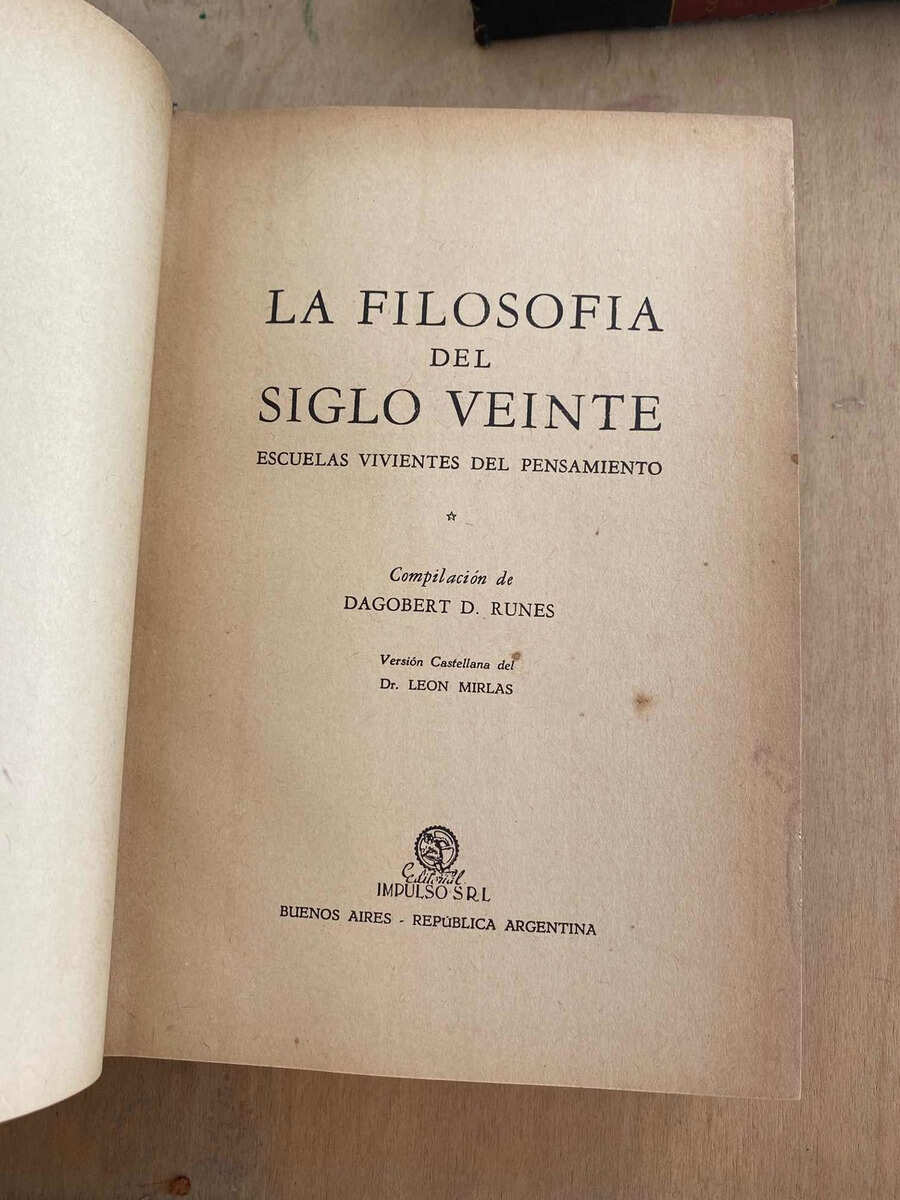 LA FILOSOFIA
DEL
SIGLO VEINTE
ESCUELAS VIVIENTES DEL PENSAMIENTO
Compilación de
DAGOBERT D. RUNES
Versión Castellana del
Dr. LEON MIRLAS
Editorial
IMPULSO S R L
BUENOS AIRES - REPÚBLICA ARGENTINA